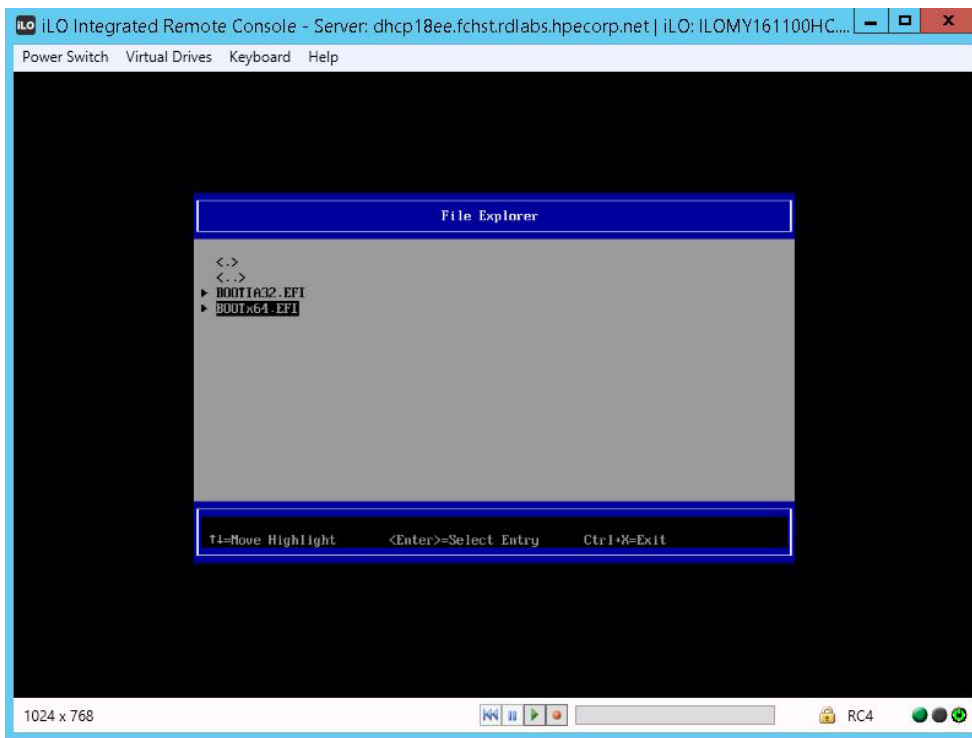 iLO iLO Integrated Remote Console - Server: dhcp18ee.fchst.rdlabs.hpecorp.net | iLO: ILOMY161100HC....
Power Switch Virtual Drives Keyboard Help
File Explorer
<.>
<..>
BOOTIA32.EFI
BOOTx64.EFI
↑↓=Move Highlight <Enter>=Select Entry Ctrl+X=Exit
1024 x 768 RC4